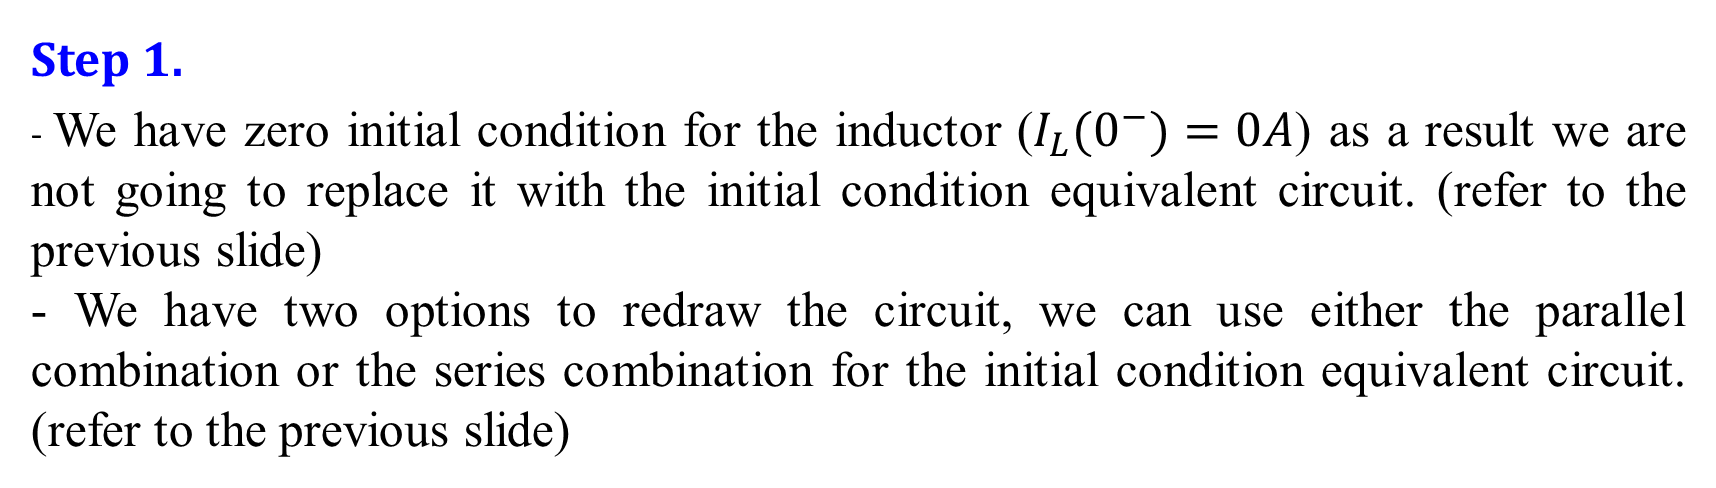 Step 1.
- We have zero initial condition for the inductor (𝐼_𝐿(0⁻) = 0𝐴) as a result we are
not going to replace it with the initial condition equivalent circuit. (refer to the
previous slide)
- We have two options to redraw the circuit, we can use either the parallel
combination or the series combination for the initial condition equivalent circuit.
(refer to the previous slide)